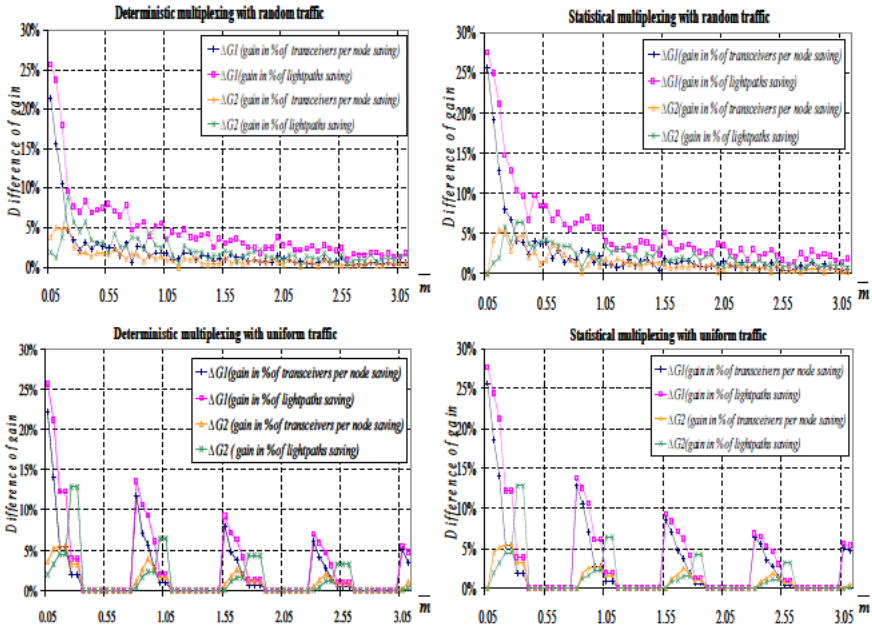 Deterministic multiplexing with random traffic
30%
25%
20%
15%
10%
5%
0%
Difference of gain
ΔG1 (gain in % of transceivers per node saving)
ΔG1 (gain in % of lightpaths saving)
ΔG2 (gain in % of transceivers per node saving)
ΔG2 (gain in % of lightpaths saving)
0.05 0.55 1.05 1.55 2.05 2.55 3.05
m
Statistical multiplexing with random traffic
30%
25%
20%
15%
10%
5%
0%
Difference of gain
ΔG1 (gain in % of transceivers per node saving)
ΔG1 (gain in % of lightpaths saving)
ΔG2 (gain in % of transceivers per node saving)
ΔG2 (gain in % of lightpaths saving)
0.05 0.55 1.05 1.55 2.05 2.55 3.05
m
Deterministic multiplexing with uniform traffic
30%
25%
20%
15%
10%
5%
0%
Difference of gain
ΔG1(gain in % of transceivers per node saving)
ΔG1 (gain in % of lightpaths saving)
ΔG2 (gain in % of transceivers per node saving)
ΔG2 ( gain in % of lightpaths saving)
0.05 0.55 1.05 1.55 2.05 2.55 3.05
m
Statistical multiplexing with uniform traffic
30%
25%
20%
15%
10%
5%
0%
Difference of gain
ΔG1(gain in % of transceivers per node saving)
ΔG1(gain in % of lightpaths saving)
ΔG2 (gain in % of transceivers per node saving)
ΔG2(gain in % of lightpaths saving)
0.05 0.55 1.05 1.55 2.05 2.55 3.05
m